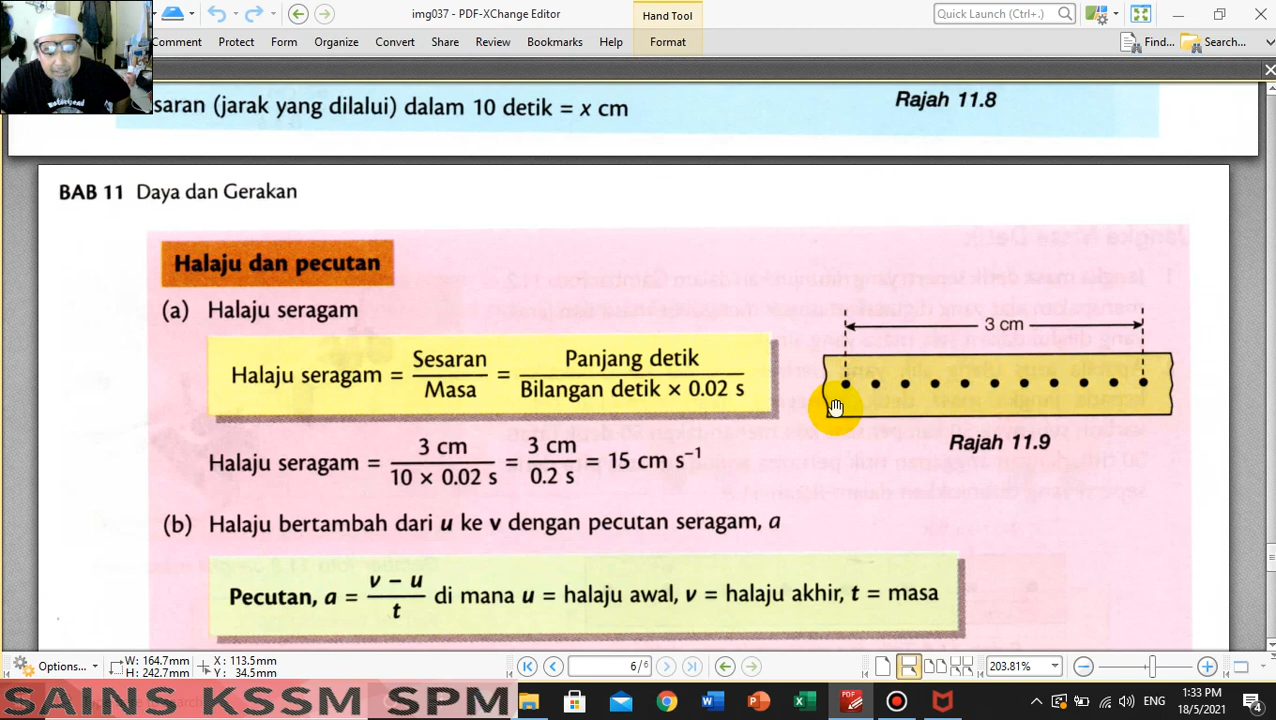 img037 - PDF-XChange Editor
Hand Tool
Quick Launch (Ctrl+.)
Comment Protect Form Organize Convert Share Review Bookmarks Help Format
Find... Search...
saran (jarak yang dilalui) dalam 10 detik = x cm
Rajah 11.8
BAB 11 Daya dan Gerakan
Halaju dan pecutan
(a) Halaju seragam
Halaju seragam = Sesaran / Masa = Panjang detik / Bilangan detik × 0.02 s
3 cm
Rajah 11.9
Halaju seragam = 3 cm / 10 × 0.02 s = 3 cm / 0.2 s = 15 cm s⁻¹
(b) Halaju bertambah dari u ke v dengan pecutan seragam, a
Pecutan, a = v – u / t di mana u = halaju awal, v = halaju akhir, t = masa
Options...
W: 164.7mm
H: 242.7mm
X: 113.5mm
Y: 34.5mm
6/6
203.81%
SAINS KSSM SPM
ENG
1:33 PM
18/5/2021